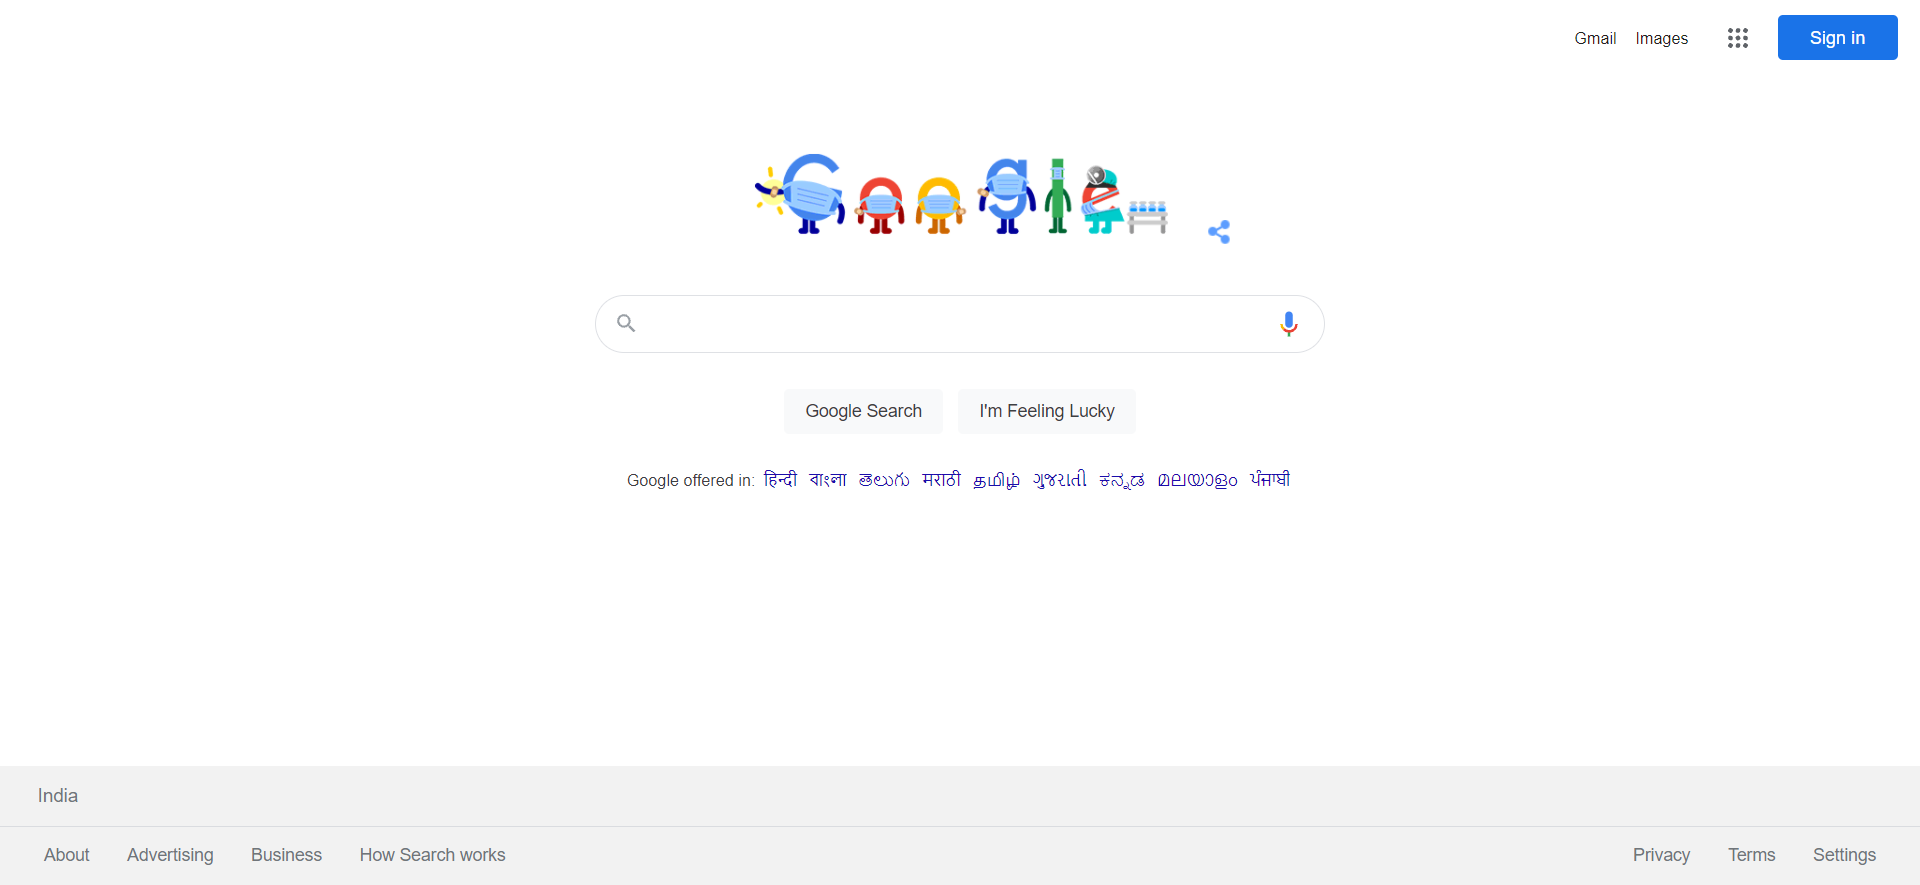 Gmail Images Sign in
Google
Google Search I'm Feeling Lucky
Google offered in: हिन्दी বাংলা తెలుగు मराठी தமிழ் ગુજરાતી ಕನ್ನಡ മലയാളം ਪੰਜਾਬੀ
India
About Advertising Business How Search works Privacy Terms Settings